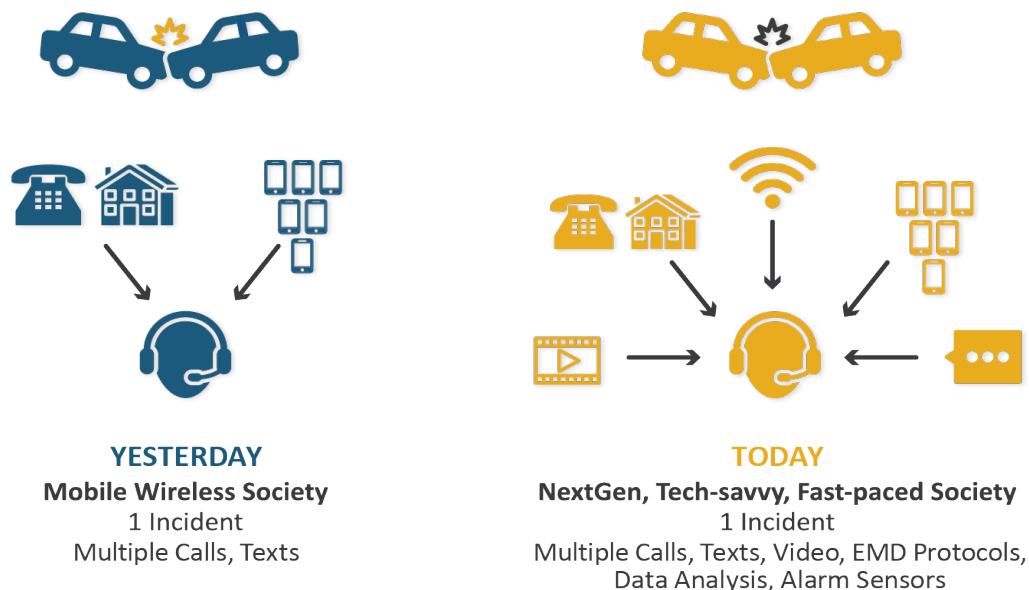 YESTERDAY
Mobile Wireless Society
1 Incident
Multiple Calls, Texts
TODAY
NextGen, Tech-savvy, Fast-paced Society
1 Incident
Multiple Calls, Texts, Video, EMD Protocols,
Data Analysis, Alarm Sensors